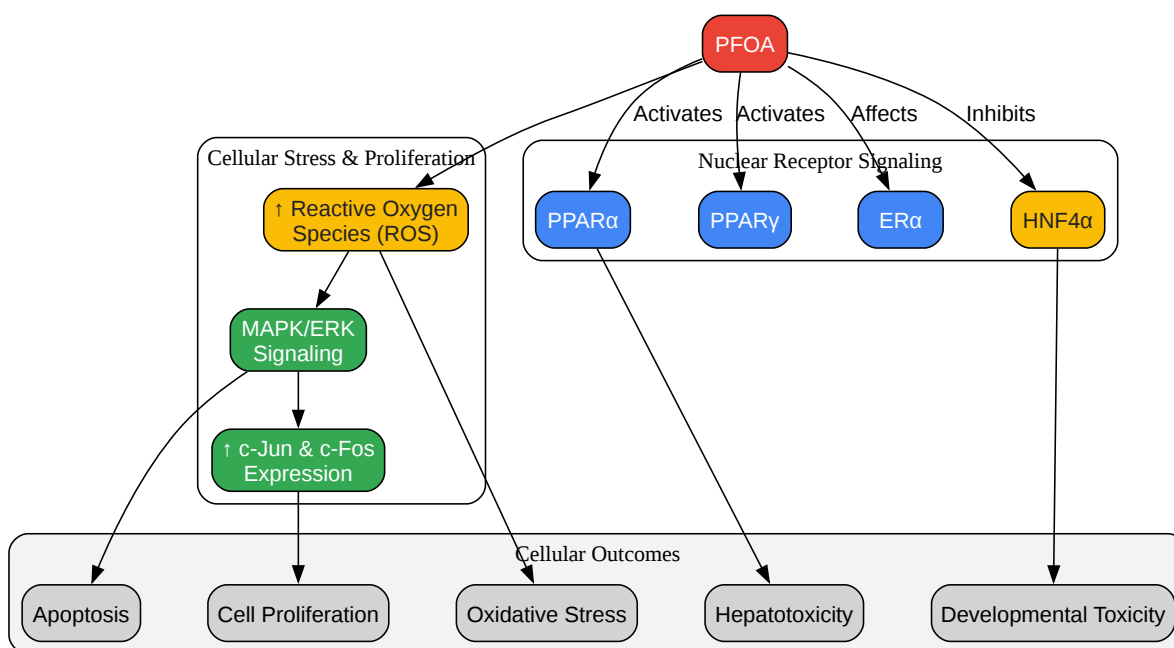 PFOA
Activates
Activates
Affects
Inhibits
Cellular Stress & Proliferation
Nuclear Receptor Signaling
↑ Reactive Oxygen
Species (ROS)
PPARα
PPARγ
ERα
HNF4α
MAPK/ERK
Signaling
↑ c-Jun & c-Fos
Expression
Cellular Outcomes
Apoptosis
Cell Proliferation
Oxidative Stress
Hepatotoxicity
Developmental Toxicity